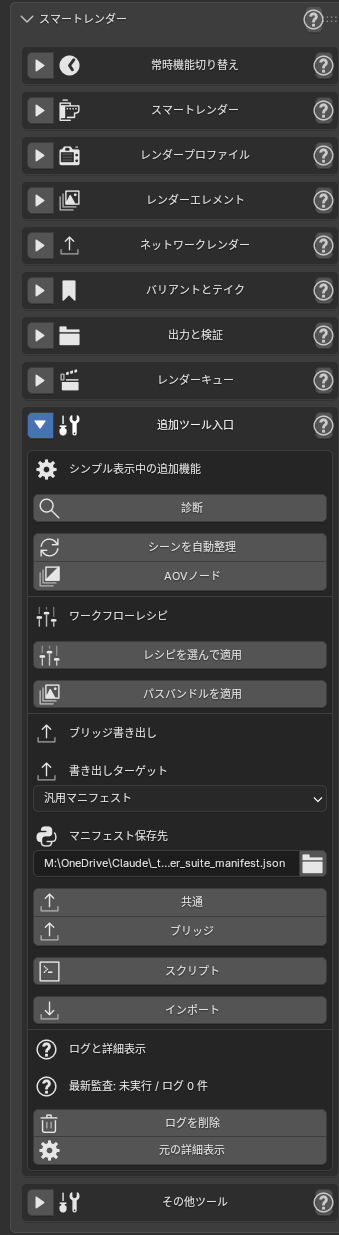 スマートレンダー
常時機能切り替え
スマートレンダー
レンダープロファイル
レンダーエレメント
ネットワークレンダー
バリアントとテイク
出力と検証
レンダーキュー
追加ツール入口
シンプル表示中の追加機能
診断
シーンを自動整理
AOVノード
ワークフローレシピ
レシピを選んで適用
パスバンドルを適用
ブリッジ書き出し
書き出しターゲット
汎用マニフェスト
マニフェスト保存先
M:\OneDrive\Claude\_t...er_suite_manifest.json
共通
ブリッジ
スクリプト
インポート
ログと詳細表示
最新監査: 未実行 / ログ 0 件
ログを削除
元の詳細表示
その他ツール